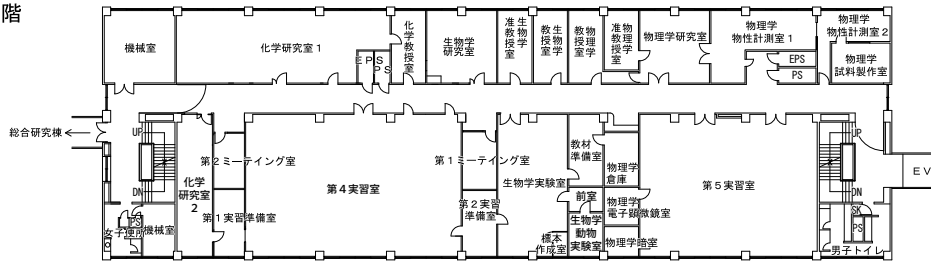 階
機械室
化学研究室1
EPS
PS
化学教授室
生物学
研究室
生物学
准教授室
生物学
教授室
物理学
教授室
物理学
准教授室
物理学研究室
物理学
物性計測室1
EPS
PS
物理学
物性計測室2
物理学
試料製作室
総合研究棟
UP
DN
女子便所
PS
機械室
化学
研究室
2
第2ミーテイング室
第1実習準備室
第4実習室
第1ミーテイング室
第2実習
準備室
生物学実験室
標本
作成室
教材
準備室
前室
生物学
動物
実験室
物理学
倉庫
物理学
電子顕微鏡室
物理学暗室
第5実習室
UP
DN
SK
PS
男子トイレ
EV